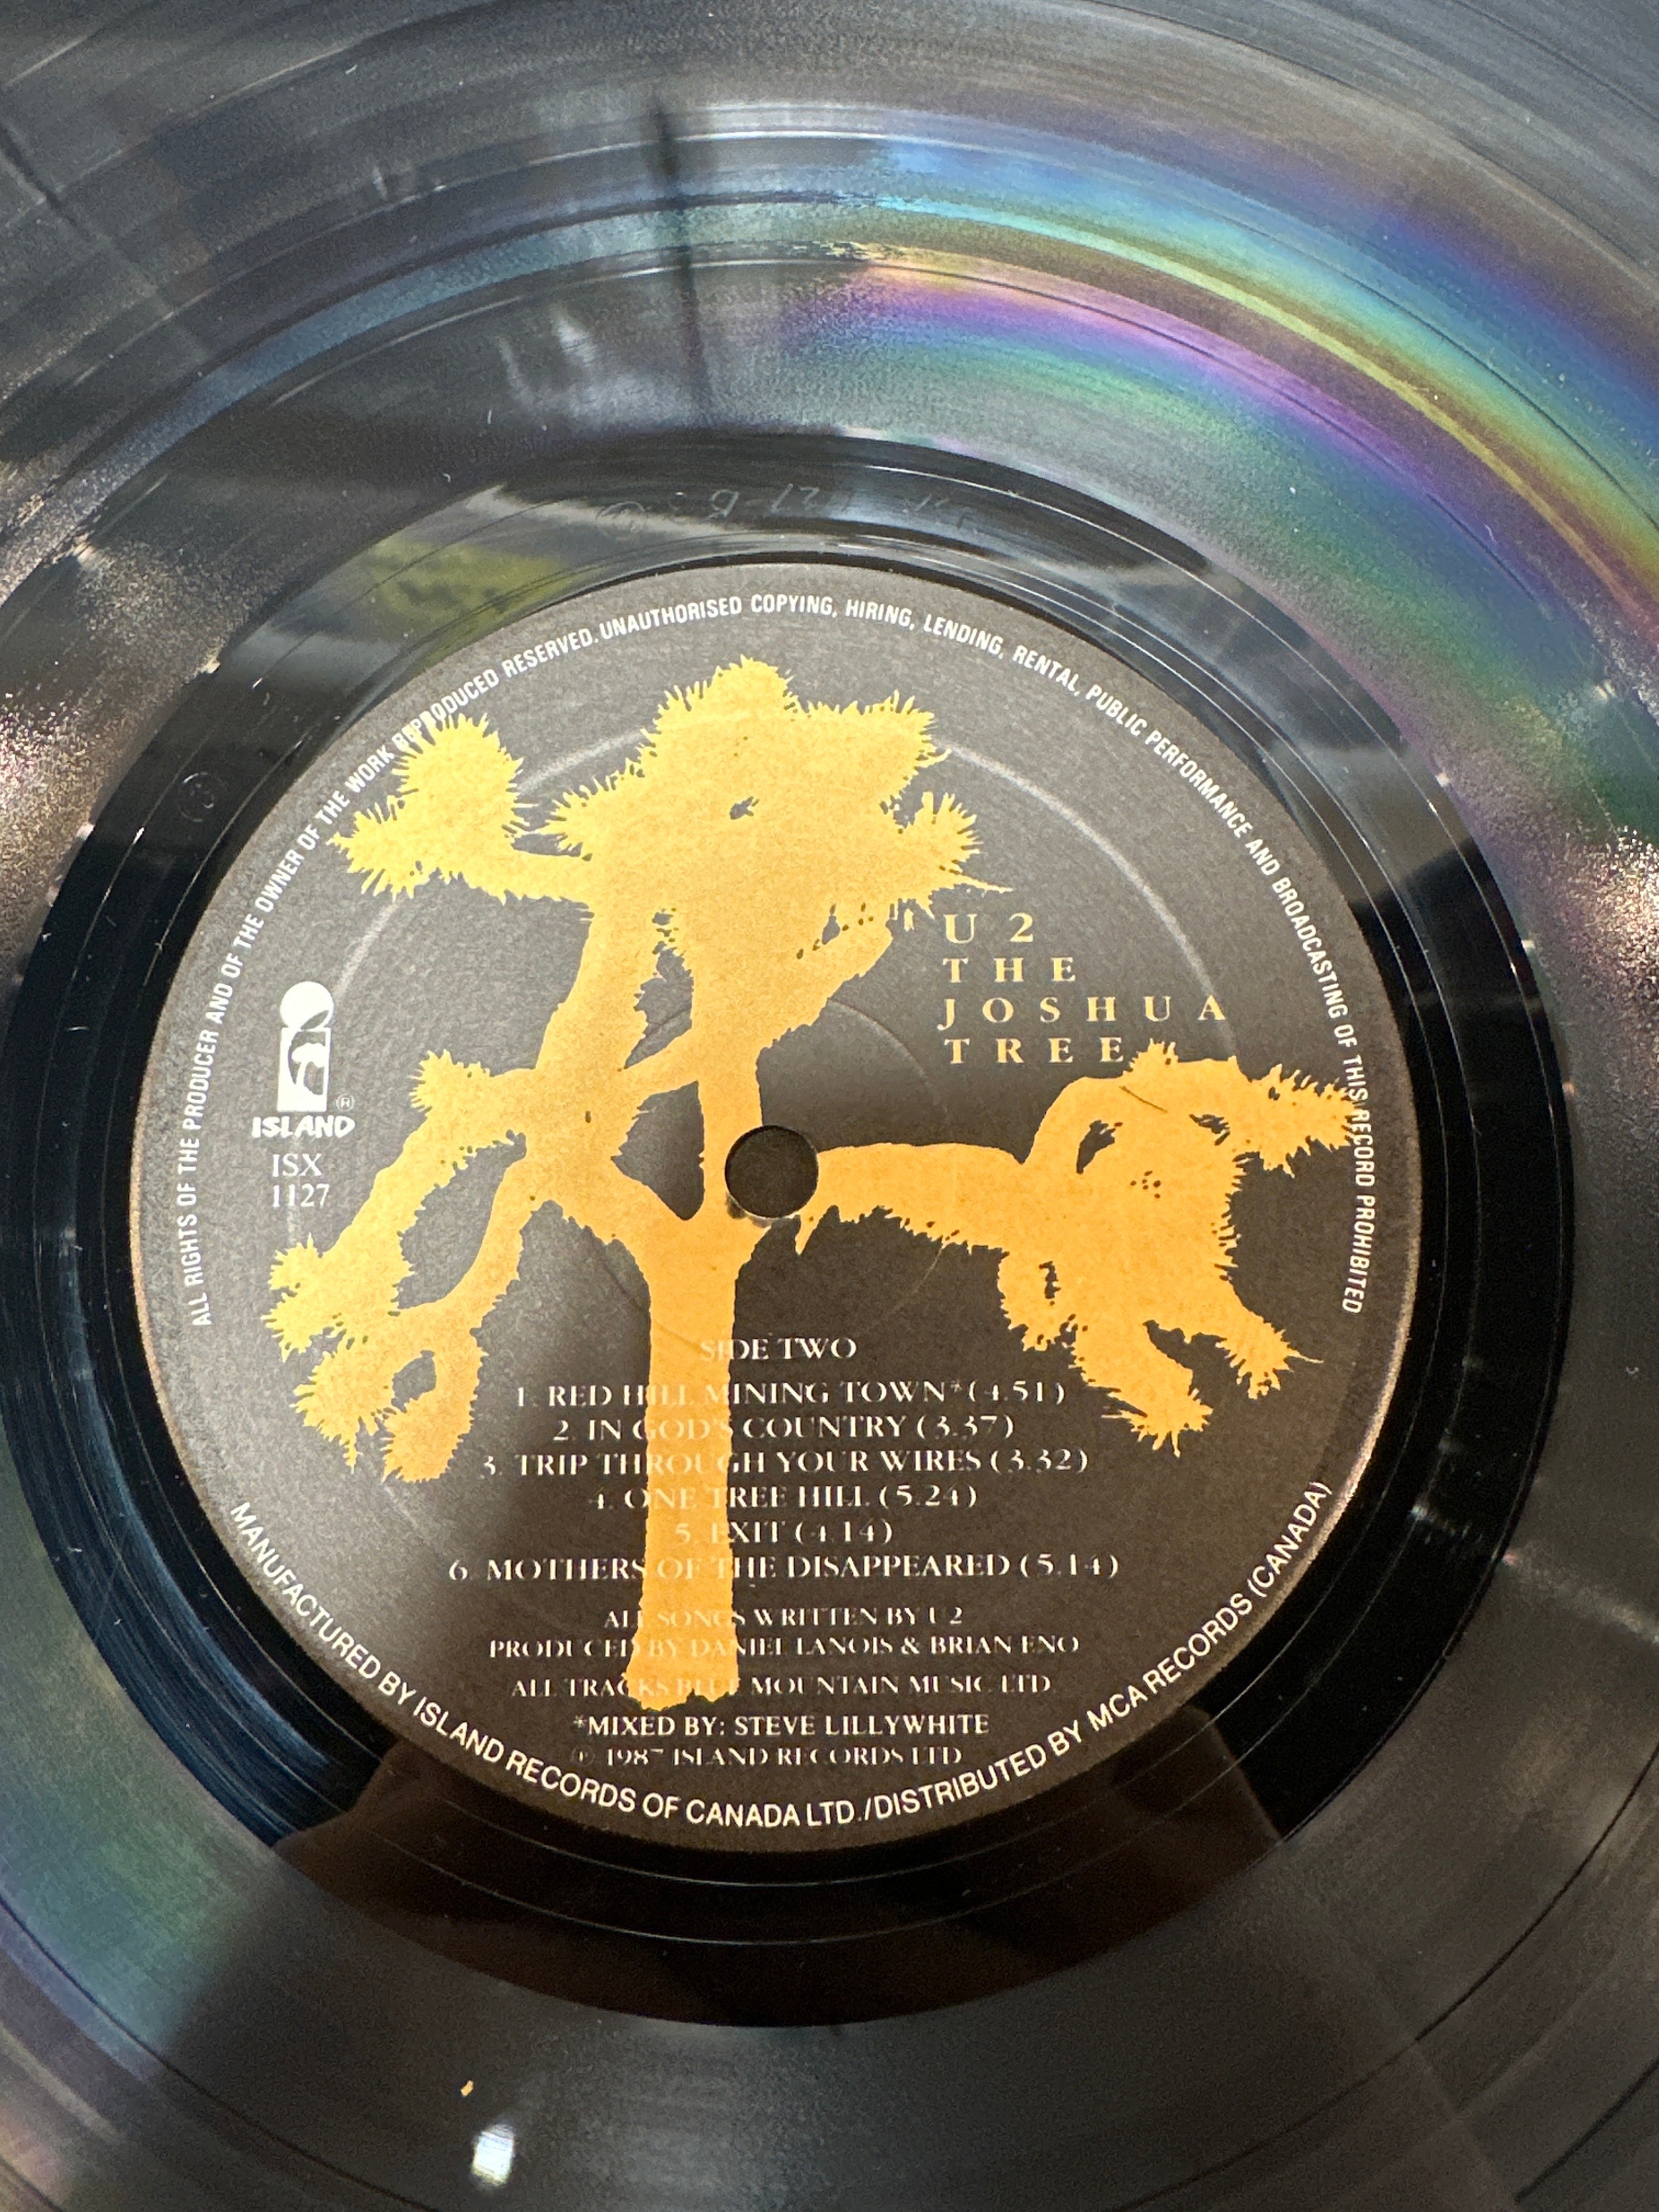 ALL RIGHTS OF THE PRODUCER AND OF THE OWNER OF THE WORK REPRODUCED RESERVED. UNAUTHORISED COPYING, HIRING, LENDING, RENTAL, PUBLIC PERFORMANCE AND BROADCASTING OF THIS RECORD PROHIBITED
U2
THE
JOSHUA
TREE
ISLAND ®
ISX
1127
SIDE TWO
1. RED HILL MINING TOWN* (4.51)
2. IN GOD'S COUNTRY (3.37)
3. TRIP THROUGH YOUR WIRES (3.32)
4. ONE TREE HILL (5.24)
5. EXIT (4.14)
6. MOTHERS OF THE DISAPPEARED (5.14)
ALL SONGS WRITTEN BY U2
PRODUCED BY DANIEL LANOIS & BRIAN ENO
ALL TRACKS BLUE MOUNTAIN MUSIC LTD
*MIXED BY: STEVE LILLYWHITE
℗ 1987 ISLAND RECORDS LTD
MANUFACTURED BY ISLAND RECORDS OF CANADA LTD./DISTRIBUTED BY MCA RECORDS (CANADA)